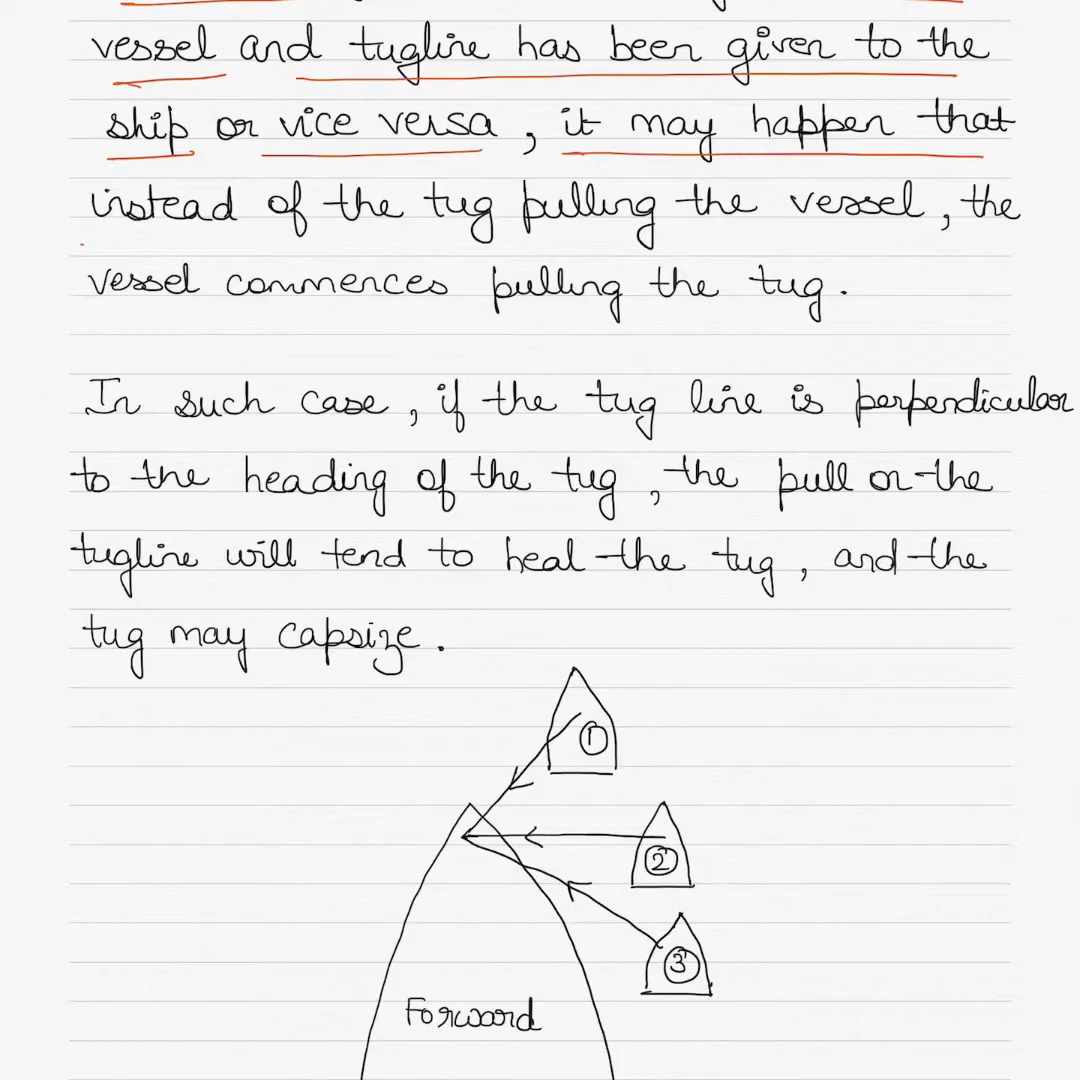 vessel and tugline has been given to the
ship or vice versa, it may happen that
instead of the tug pulling the vessel, the
vessel commences pulling the tug.
In such case, if the tug line is perpendicular
to the heading of the tug, the pull on the
tugline will tend to heal the tug, and the
tug may capsize.
1
2
3
Forward